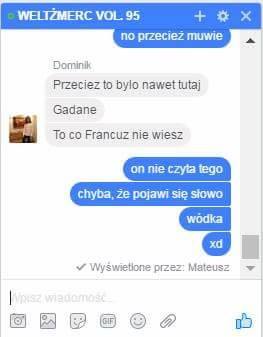 WELTŻMERC VOL. 95
no przecież muwie
Dominik
Przeciez to bylo nawet tutaj
Gadane
To co Francuz nie wiesz
on nie czyta tego
chyba, że pojawi się słowo
wódka
xd
Wyświetlone przez: Mateusz
Wpisz wiadomość...
GIF